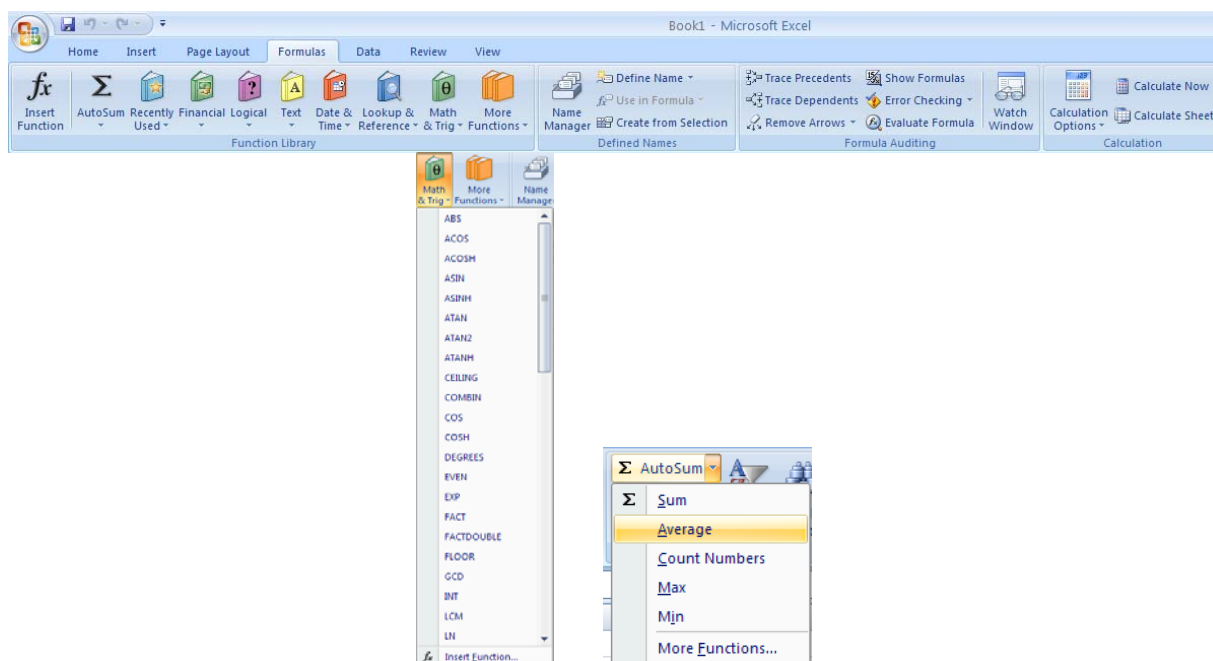 Book1 - Microsoft Excel
Home Insert Page Layout Formulas Data Review View
fx Insert Function
Σ AutoSum
Recently Used
Financial
Logical
Text
Date & Time
Lookup & Reference
Math & Trig
More Functions
Function Library
Name Manager
Define Name
Use in Formula
Create from Selection
Defined Names
Trace Precedents
Trace Dependents
Remove Arrows
Show Formulas
Error Checking
Evaluate Formula
Watch Window
Formula Auditing
Calculation Options
Calculate Now
Calculate Sheet
Calculation
Math & Trig
More Functions
Name
ABS
ACOS
ACOSH
ASIN
ASINH
ATAN
ATAN2
ATANH
CEILING
COMBIN
COS
COSH
DEGREES
EVEN
EXP
FACT
FACTDOUBLE
FLOOR
GCD
INT
LCM
LN
fx Insert Function...
Σ AutoSum
Σ Sum
Average
Count Numbers
Max
Min
More Functions...